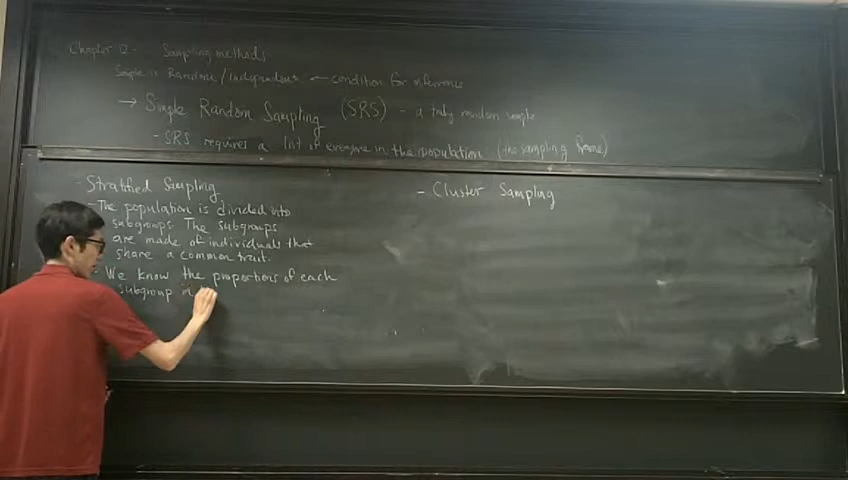 Chapter 12 - Sampling methods
Sample is Random / independence ← condition for inference
→ Simple Random Sampling (SRS) - a truly random sample
- SRS requires a list of everyone in the population (the sampling frame)
- Stratified Sampling
- The population is divided into
subgroups. The subgroups
are made of individuals that
share a common trait.
- We know the proportions of each
subgroup in
- Cluster Sampling